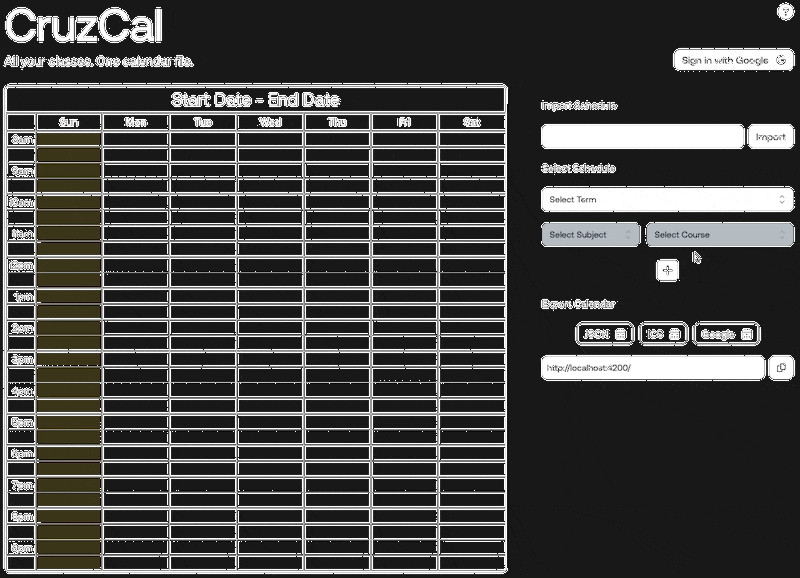 CruzCal
?
All your classes. One calendar file.
Sign in with Google G
Start Date - End Date
Sun Mon Tue Wed Thu Fri Sat
8am
9am
10am
11am
12pm
1pm
2pm
3pm
4pm
5pm
6pm
7pm
8pm
9pm
Import Schedule
Import
Select Schedule
Select Term
Select Subject
Select Course
+
Export Calendar
JSON
ICS
Google
http://localhost:4200/